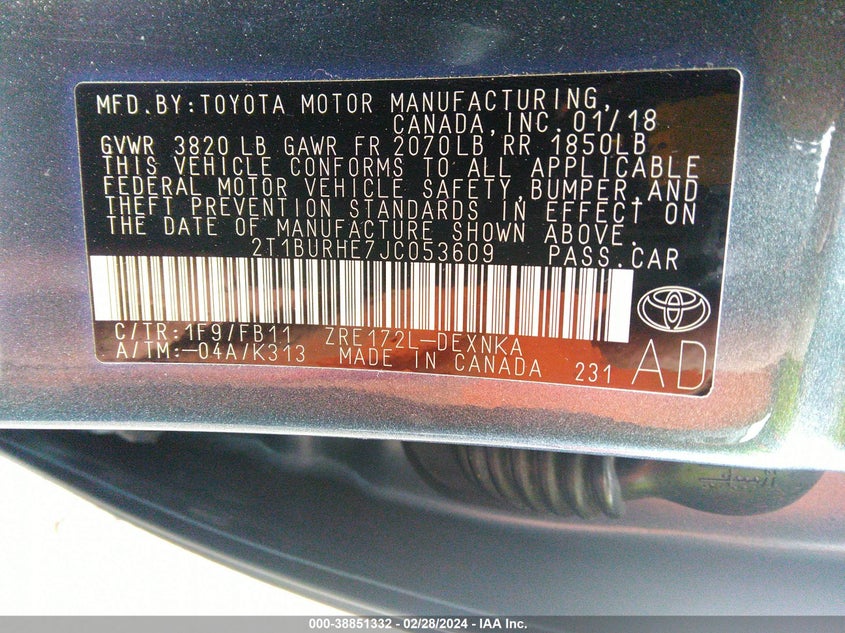 MFD.BY:TOYOTA MOTOR MANUFACTURING,
CANADA,INC.01/18
GVWR 3820 LB GAWR FR 2070LB RR 1850LB
THIS VEHICLE CONFORMS TO ALL APPLICABLE
FEDERAL MOTOR VEHICLE SAFETY,BUMPER,AND
THEFT PREVENTION STANDARDS IN EFFECT ON
THE DATE OF MANUFACTURE SHOWN ABOVE.
2T1BURHE7JC053609 PASS.CAR
C/TR:1F9/FB11 ZRE172L-DEXNKA
A/TM:-04A/K313 MADE IN CANADA 231 AD
000-38851332 / 02/28/2024 - IAA Inc.